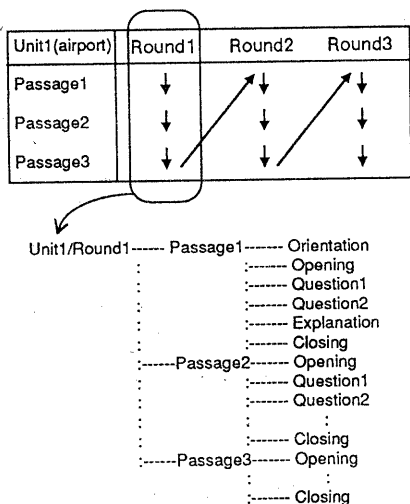 Unit1(airport) Round1 Round2 Round3
Passage1
Passage2
Passage3
Unit1/Round1------ Passage1------- Orientation
:------- Opening
:------- Question1
:------- Question2
:------- Explanation
:------- Closing
:------Passage2------- Opening
:------- Question1
:------- Question2
:
:------- Closing
:------Passage3------- Opening
:
:------- Closing